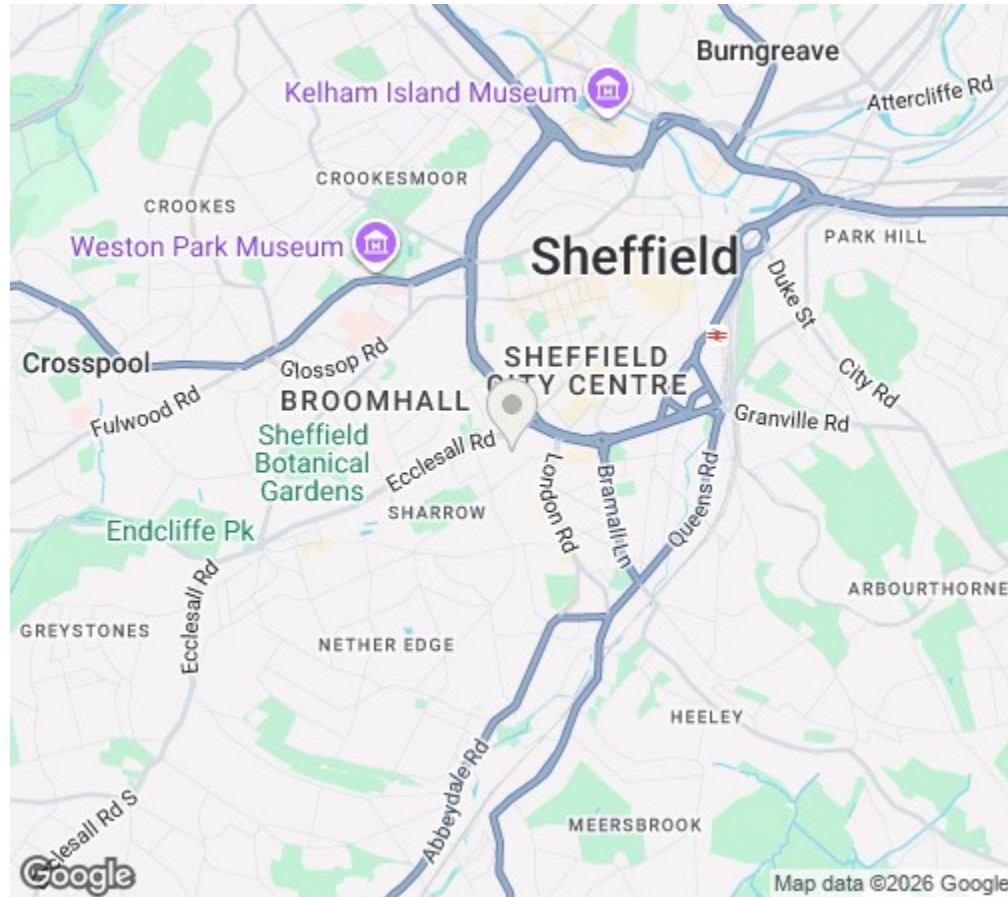 Burngreave
Kelham Island Museum
Attercliffe Rd
CROOKESMOOR
CROOKES
Weston Park Museum
Sheffield
PARK HILL
Duke St
Crosspool
Glossop Rd
SHEFFIELD
CITY CENTRE
City Rd
Fulwood Rd
BROOMHALL
Granville Rd
Sheffield
Botanical
Gardens
Ecclesall Rd
London Rd
Bramall Ln
Queens Rd
SHARROW
Endcliffe Pk
Ecclesall Rd
ARBOURTHORNE
GREYSTONES
NETHER EDGE
HEELEY
Abbeydale Rd
MEERSBROOK
Ecclesall Rd S
Google
Map data ©2026 Google